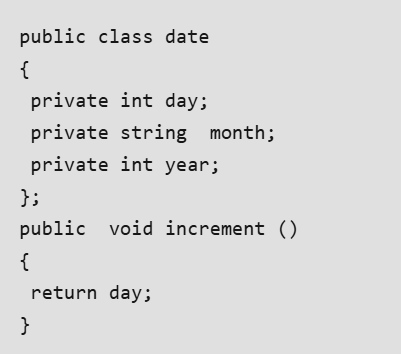 public class date
{
 private int day;
 private string  month;
 private int year;
};
public  void increment ()
{
 return day;
}